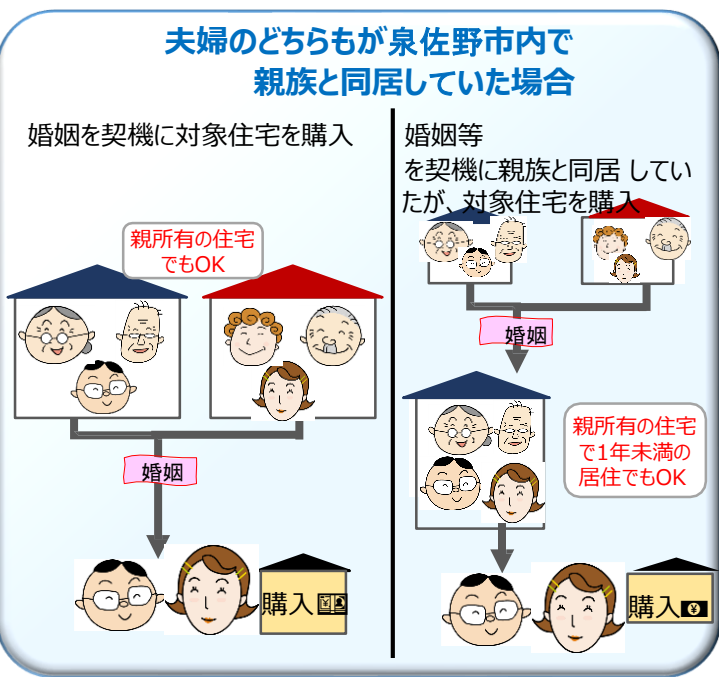 夫婦のどちらもが泉佐野市内で
親族と同居していた場合
婚姻を契機に対象住宅を購入
親所有の住宅
でもOK
婚姻
購入
婚姻等
を契機に親族と同居 してい
たが、対象住宅を購入
婚姻
親所有の住宅
で1年未満の
居住でもOK
購入